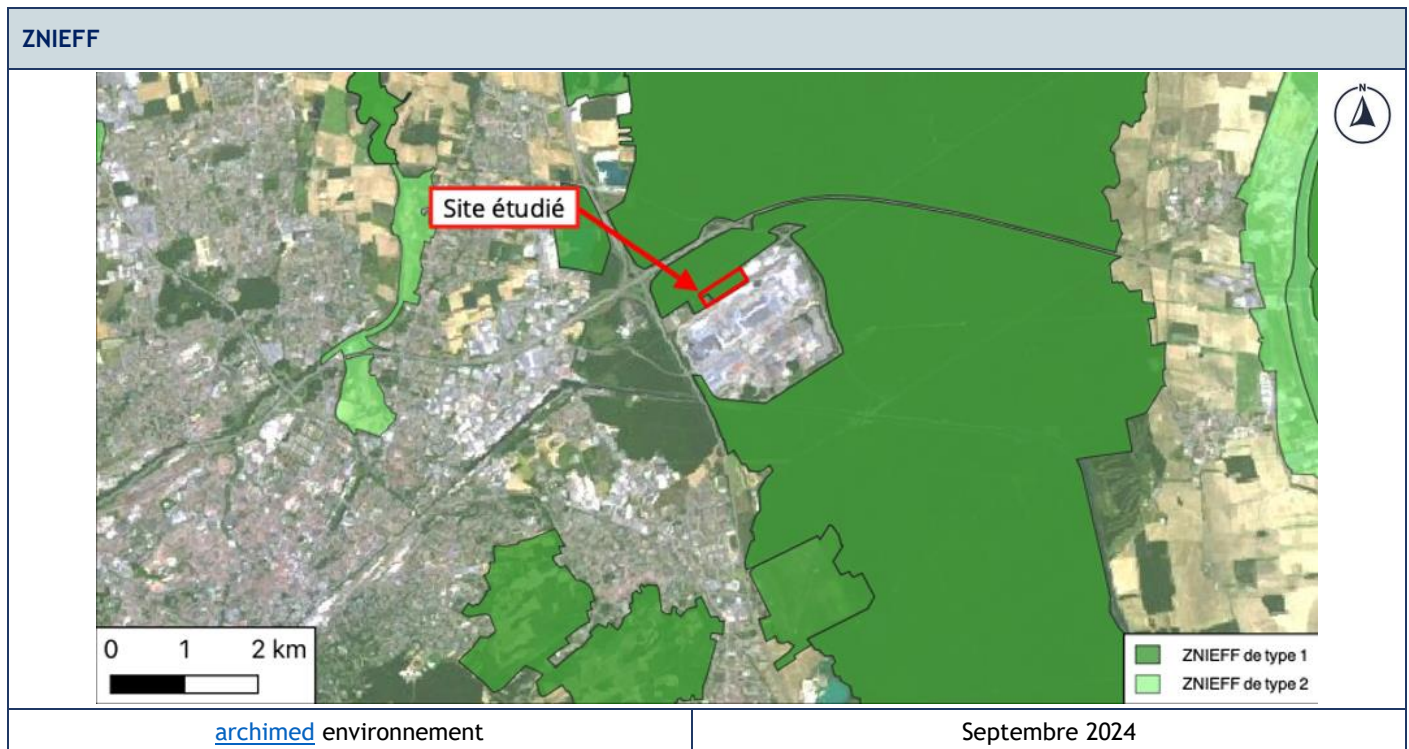 ZNIEFF
N
Site étudié
0 1 2 km
ZNIEFF de type 1
ZNIEFF de type 2
archimed environnement
Septembre 2024